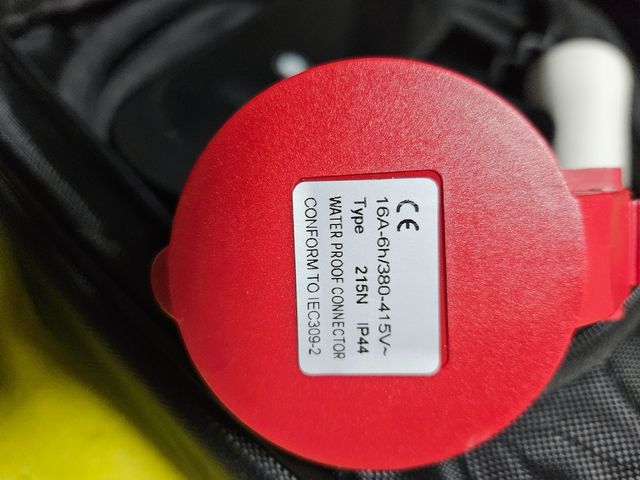 CE
16A-6h/380-415V~
Type 215N IP44
WATER PROOF CONNECTOR
CONFORM TO IEC309-2